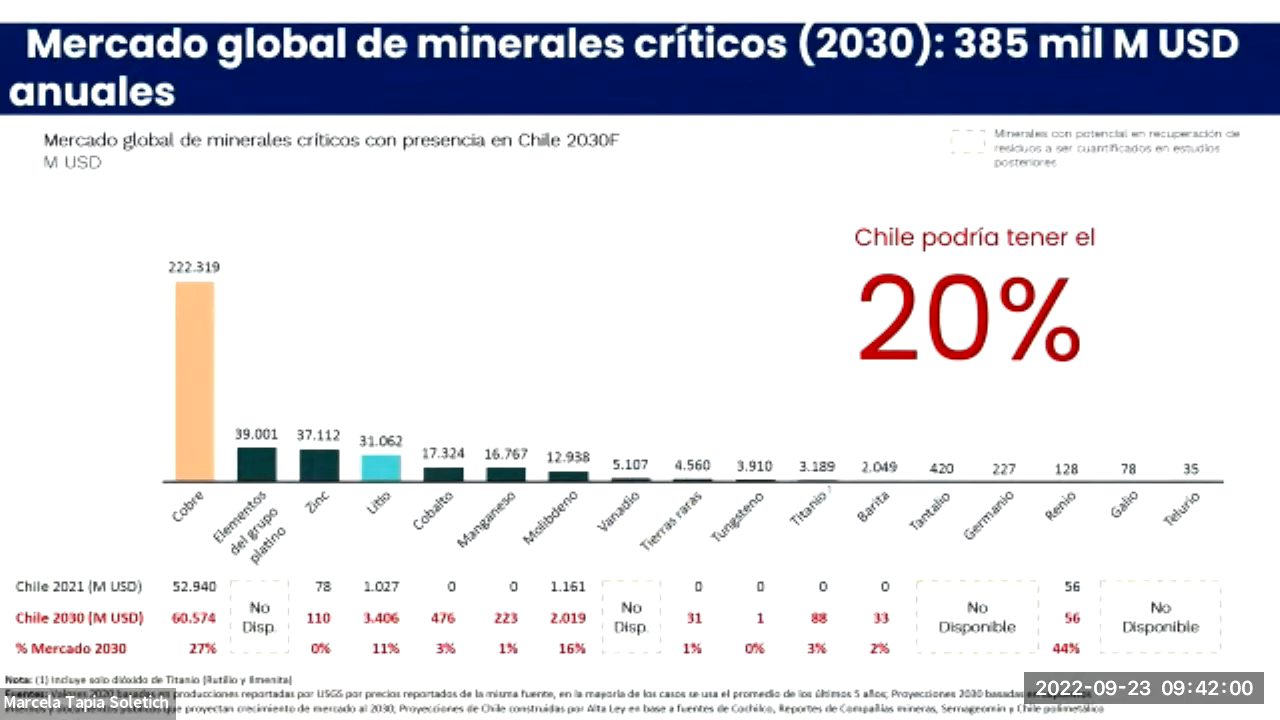 Mercado global de minerales críticos (2030): 385 mil M USD
anuales
Mercado global de minerales críticos con presencia en Chile 2030F
M USD
Minerales con potencial en recuperación de
residuos a ser cuantificados en estudios
posteriores
Chile podría tener el
20%
222.319 39.001 37.112 31.062 17.324 16.767 12.938 5.107 4.560 3.910 3.189 2.049 420 227 128 78 35
Cobre
Elementos
del grupo
platino
Zinc
Litio
Cobalto
Manganeso
Molibdeno
Vanadio
Tierras raras
Tungsteno
Titanio ¹
Barita
Tantalio
Germanio
Renio
Galio
Telurio
Chile 2021 (M USD) 52.940 78 1.027 0 0 1.161 0 0 0 0 56
Chile 2030 (M USD) 60.574 110 3.406 476 223 2.019 31 1 88 33 56
% Mercado 2030 27% 0% 11% 3% 1% 16% 1% 0% 3% 2% 44%
No
Disp.
No
Disp.
No
Disponible
No
Disponible
Nota: (1) Incluye solo dióxido de Titanio (Rutilo y Ilmenita)
Fuentes: Valores 2020 basados en producciones reportadas por USGS por precios reportados de la misma fuente, en la mayoría de los casos se usa el promedio de los últimos 5 años; Proyecciones 2030 basadas
que proyectan crecimiento de mercado al 2030, Proyecciones de Chile construidas por Alta Ley en base a fuentes de Cochilco, Reportes de Compañías mineras, Sernageomin y Chile polimetálico
Marcela Tapia Soletich
2022-09-23 09:42:00